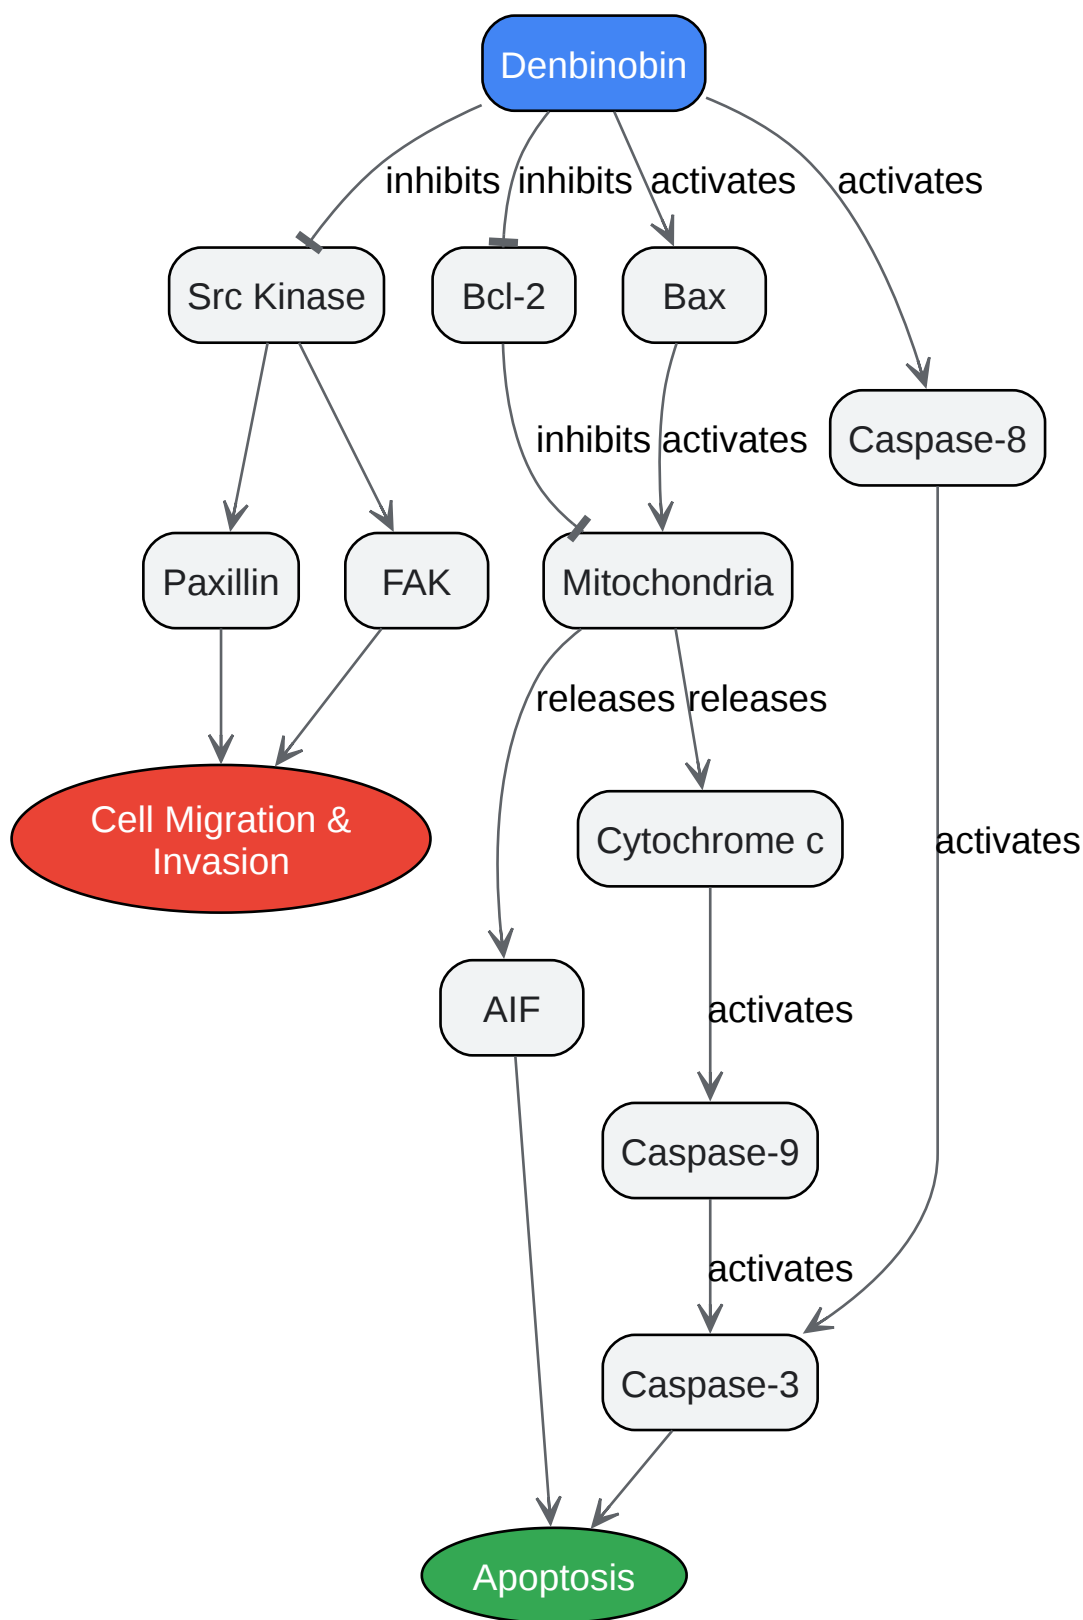 Denbinobin
inhibits
inhibits
activates
activates
Src Kinase
Bcl-2
Bax
inhibits
activates
Caspase-8
Paxillin
FAK
Mitochondria
releases
releases
Cell Migration &
Invasion
Cytochrome c
activates
AIF
activates
Caspase-9
activates
Caspase-3
Apoptosis